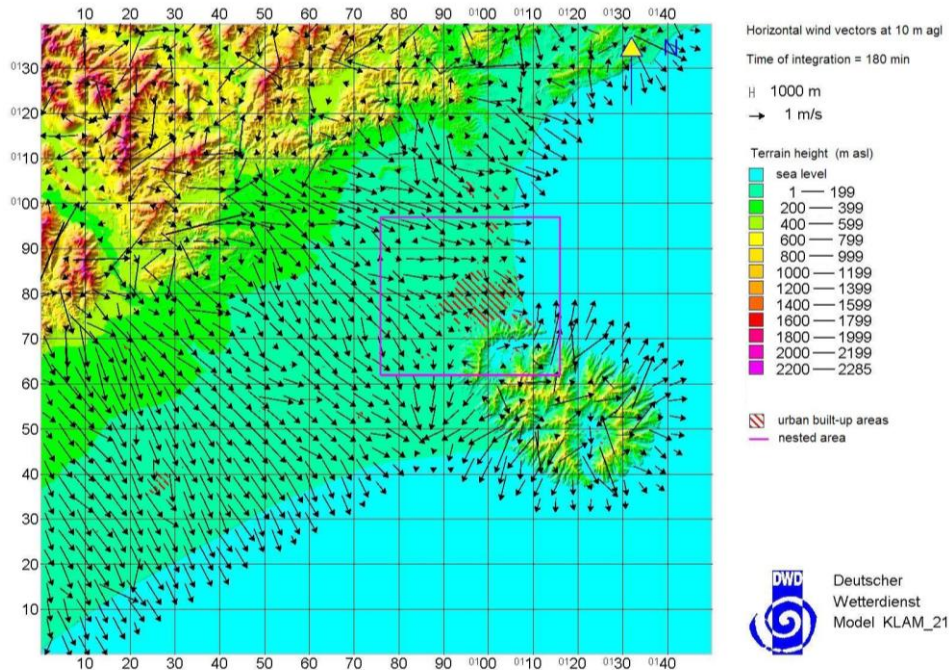 10 20 30 40 50 60 70 80 90 0100 0110 0120 0130 0140
0130
0120
0110
0100
90
80
70
60
50
40
30
20
10
10 20 30 40 50 60 70 80 90 0100 0110 0120 0130 0140
Horizontal wind vectors at 10 m agl
Time of integration = 180 min
1000 m
1 m/s
Terrain height (m asl)
sea level
1 — 199
200 — 399
400 — 599
600 — 799
800 — 999
1000 — 1199
1200 — 1399
1400 — 1599
1600 — 1799
1800 — 1999
2000 — 2199
2200 — 2285
urban built-up areas
nested area
DWD
Deutscher
Wetterdienst
Model KLAM_21